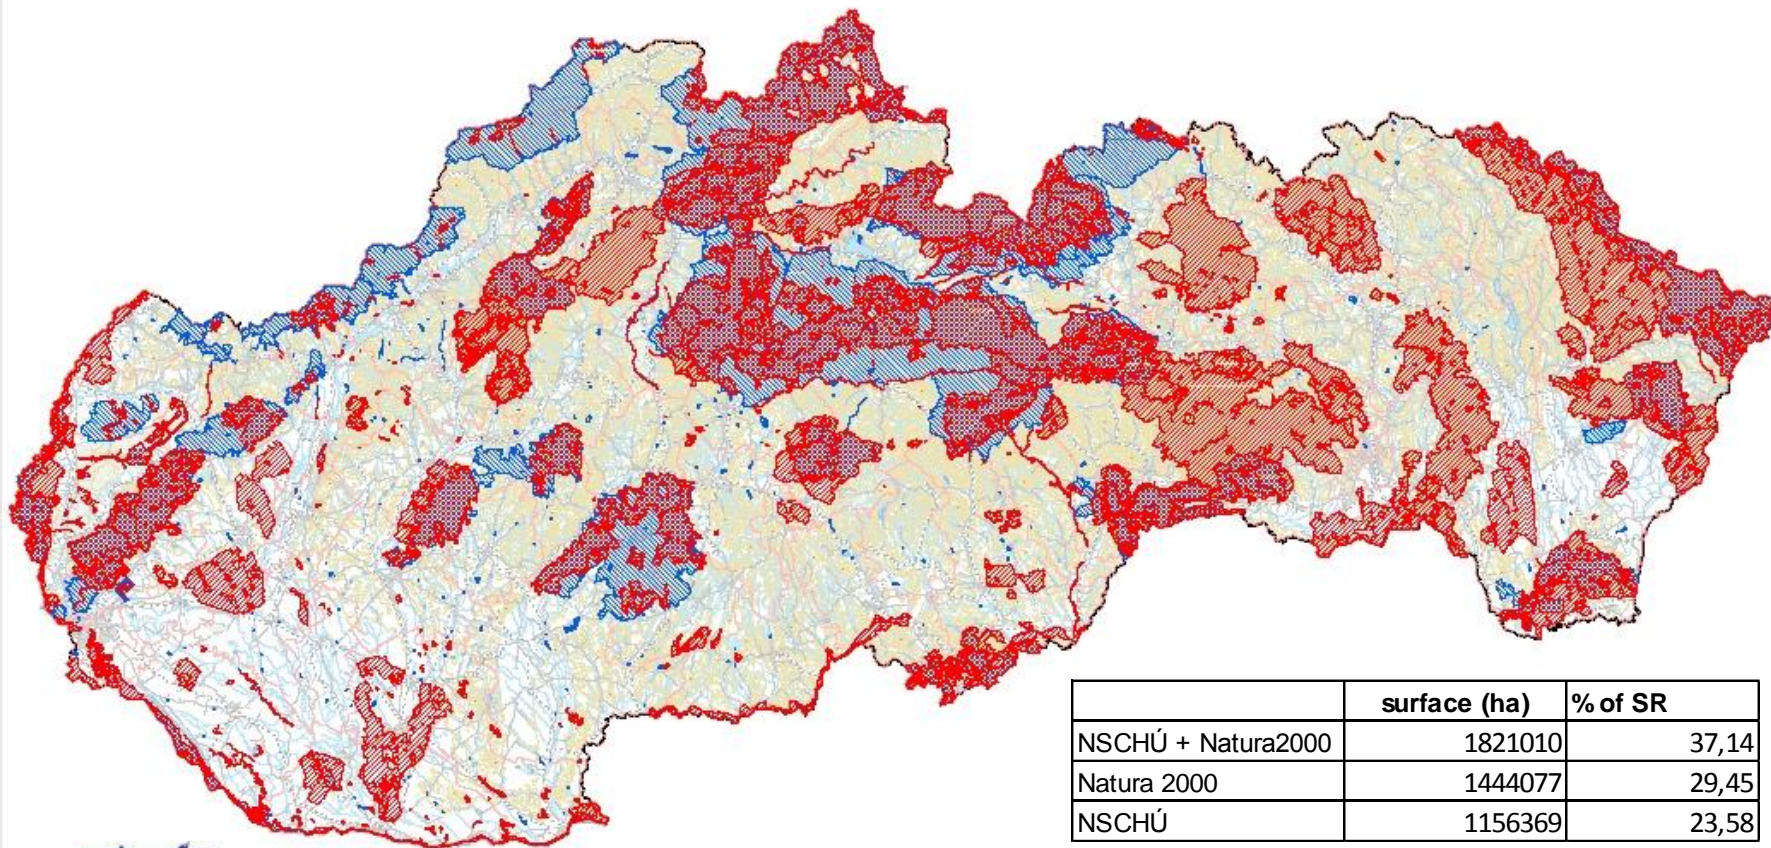 surface (ha) % of SR
NSCHÚ + Natura2000 1821010 37,14
Natura 2000 1444077 29,45
NSCHÚ 1156369 23,58